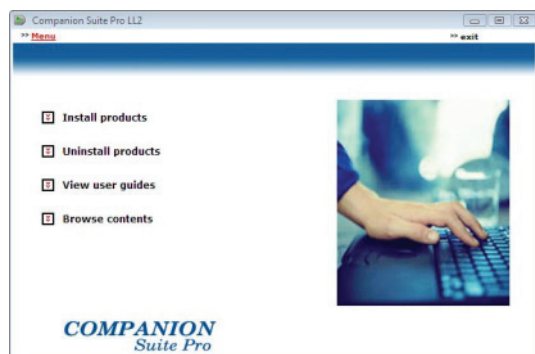 Companion Suite Pro LL2
>> Menu
>> exit
Install products
Uninstall products
View user guides
Browse contents
COMPANION
Suite Pro